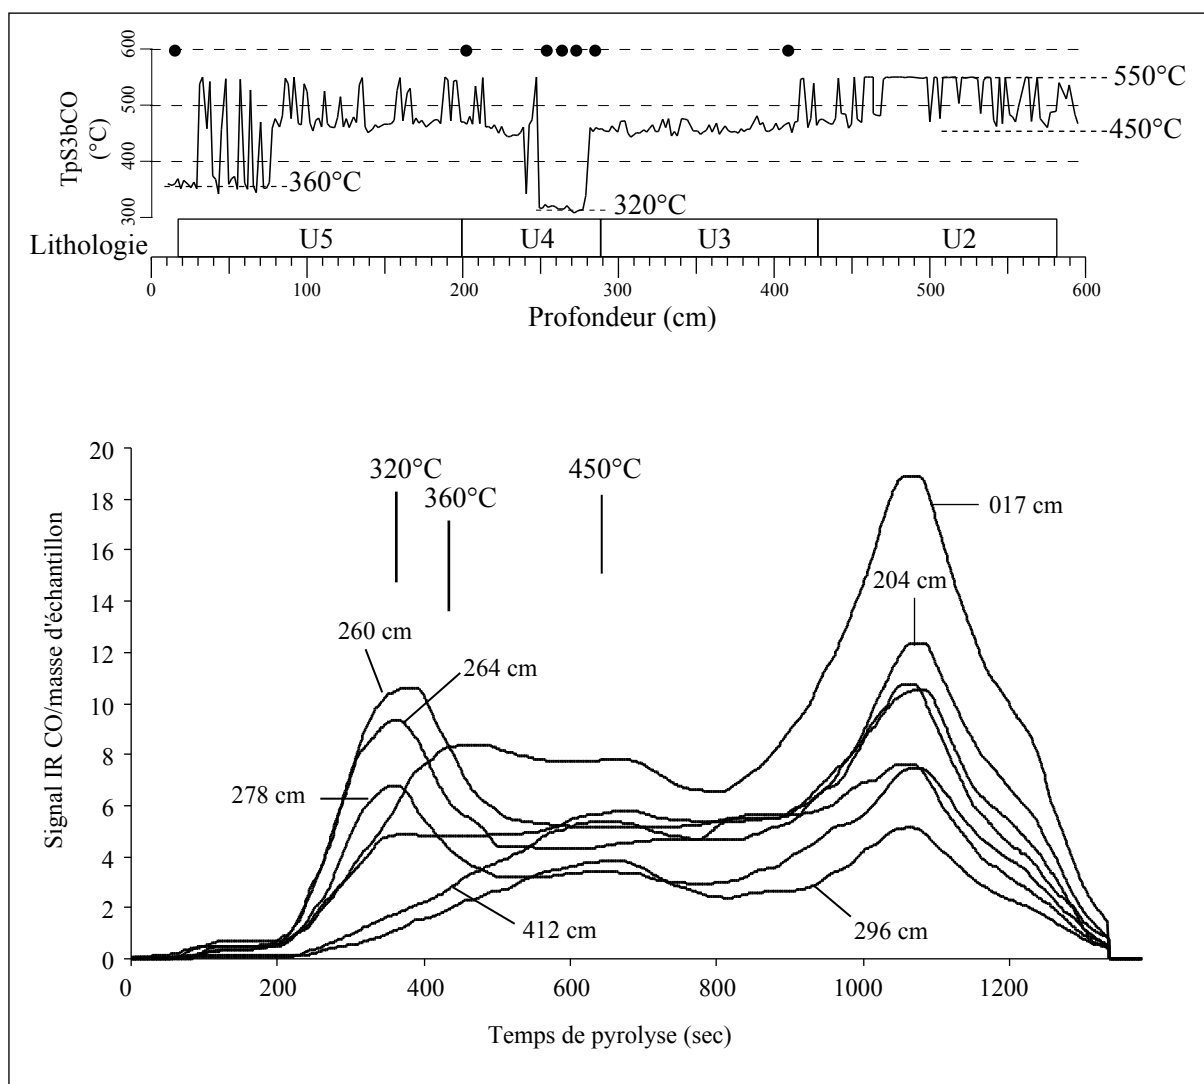 600
500
400
300
TpS3bCO
(°C)
550°C
450°C
360°C
320°C
Lithologie
U5 U4 U3 U2
0 100 200 300 400 500 600
Profondeur (cm)
20
18
16
14
12
10
8
6
4
2
0
Signal IR CO/masse d'échantillon
320°C
360°C
450°C
017 cm
204 cm
260 cm
264 cm
278 cm
412 cm
296 cm
0 200 400 600 800 1000 1200
Temps de pyrolyse (sec)